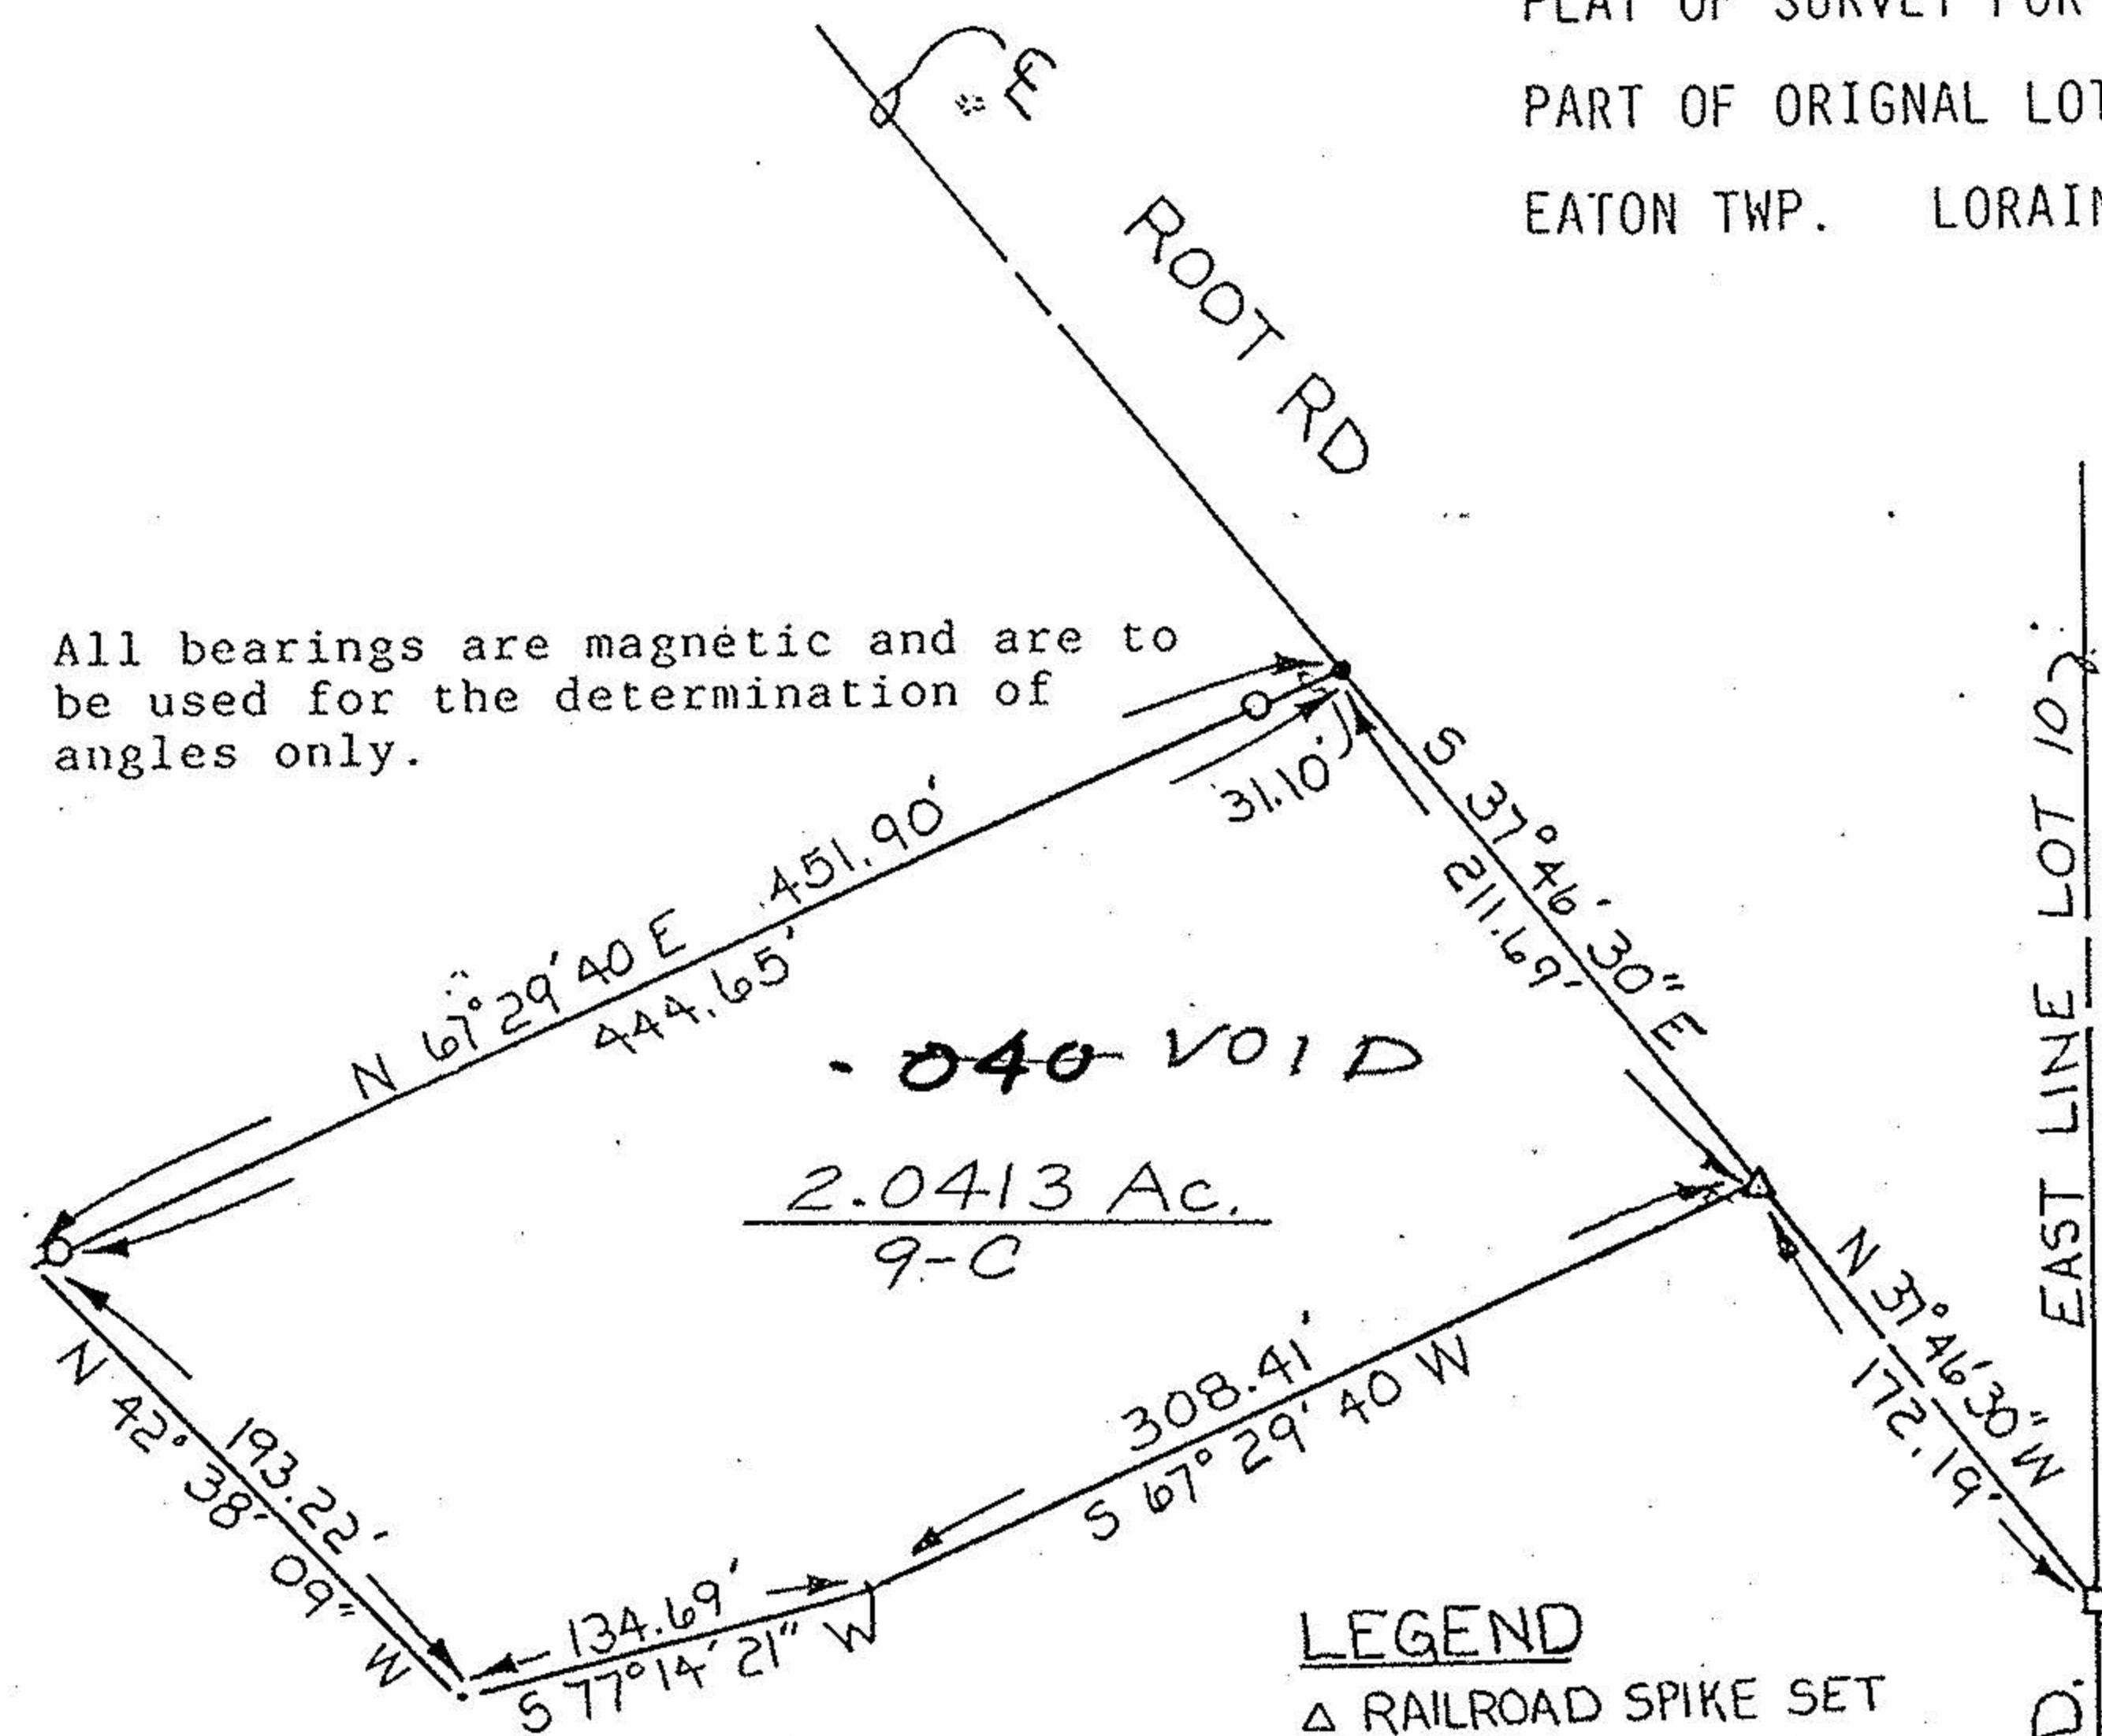 PLAT OF SURVEY FOR
PART OF ORIGNAL LOT
EATON TWP. LORAIN
ROOT RD
All bearings are magnetic and are to
be used for the determination of
angles only.
31.10'
S 37° 46' 30" E
211.69'
EAST LINE LOT 10
N 67° 29' 40 E 451.90'
444.65'
040 VOID
2.0413 Ac.
9-C
N 37° 46' 30" W
172.19'
308.41'
S 67° 29' 40 W
193.22'
N 42° 38' 09" W
134.69'
S 77° 14' 21" W
LEGEND
△ RAILROAD SPIKE SET
D.